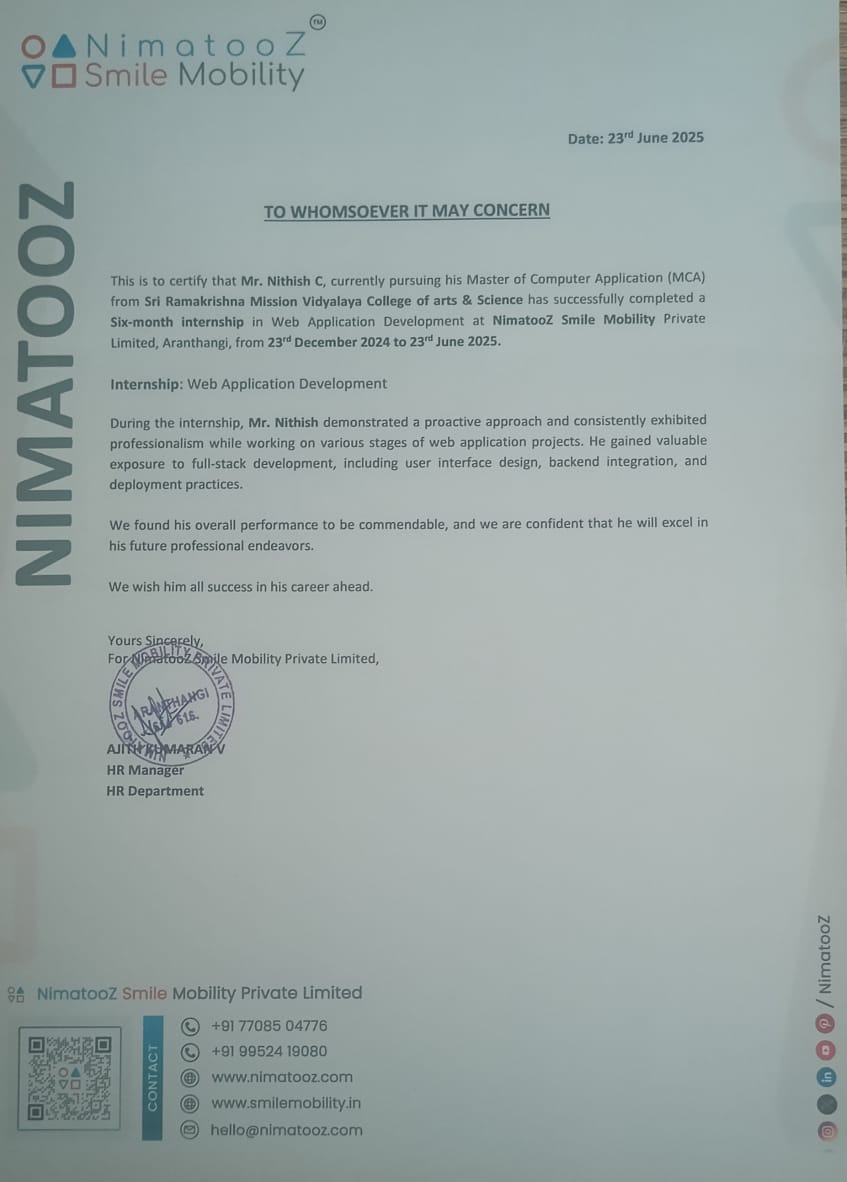 NimatooZ TM
Smile Mobility
NIMATOOZ
Date: 23rd June 2025
TO WHOMSOEVER IT MAY CONCERN
This is to certify that Mr. Nithish C, currently pursuing his Master of Computer Application (MCA)
from Sri Ramakrishna Mission Vidyalaya College of arts & Science has successfully completed a
Six-month internship in Web Application Development at NimatooZ Smile Mobility Private
Limited, Aranthangi, from 23rd December 2024 to 23rd June 2025.
Internship: Web Application Development
During the internship, Mr. Nithish demonstrated a proactive approach and consistently exhibited
professionalism while working on various stages of web application projects. He gained valuable
exposure to full-stack development, including user interface design, backend integration, and
deployment practices.
We found his overall performance to be commendable, and we are confident that he will excel in
his future professional endeavors.
We wish him all success in his career ahead.
Yours Sincerely,
For NimatooZ Smile Mobility Private Limited,
NIMATOOZ SMILE MOBILITY PRIVATE LIMITED
ARANTHANGI
AJITH KUMARAN V
HR Manager
HR Department
NimatooZ Smile Mobility Private Limited
CONTACT
+91 77085 04776
+91 99524 19080
www.nimatooz.com
www.smilemobility.in
hello@nimatooz.com
/ NimatooZ